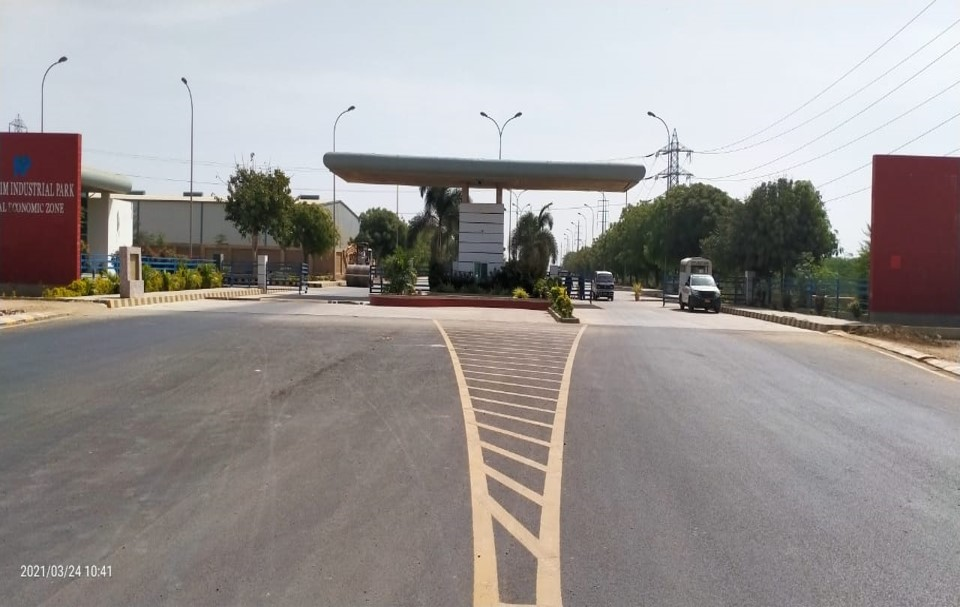 IM INDUSTRIAL PARK
AL ECONOMIC ZONE
2021/03/24 10:41